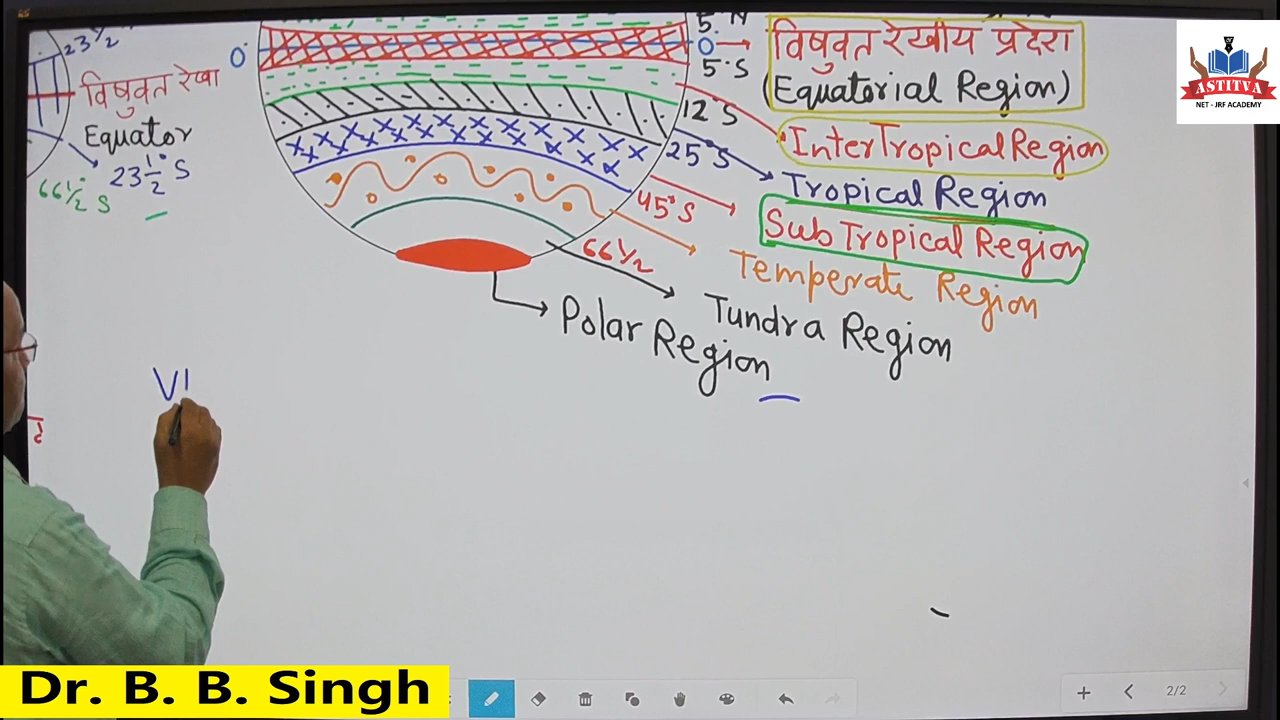 23½°
0°
विषुवत रेखा
Equator
23½° S
66½° S
5° N
0°
5° S
विषुवत रेखीय प्रदेश
(Equatorial Region)
12° S
InterTropical Region
25° S
Tropical Region
45° S
Sub Tropical Region
66½
Temperate Region
Tundra Region
Polar Region
VI
ASTITVA
NET - JRF ACADEMY
2/2
Dr. B. B. Singh